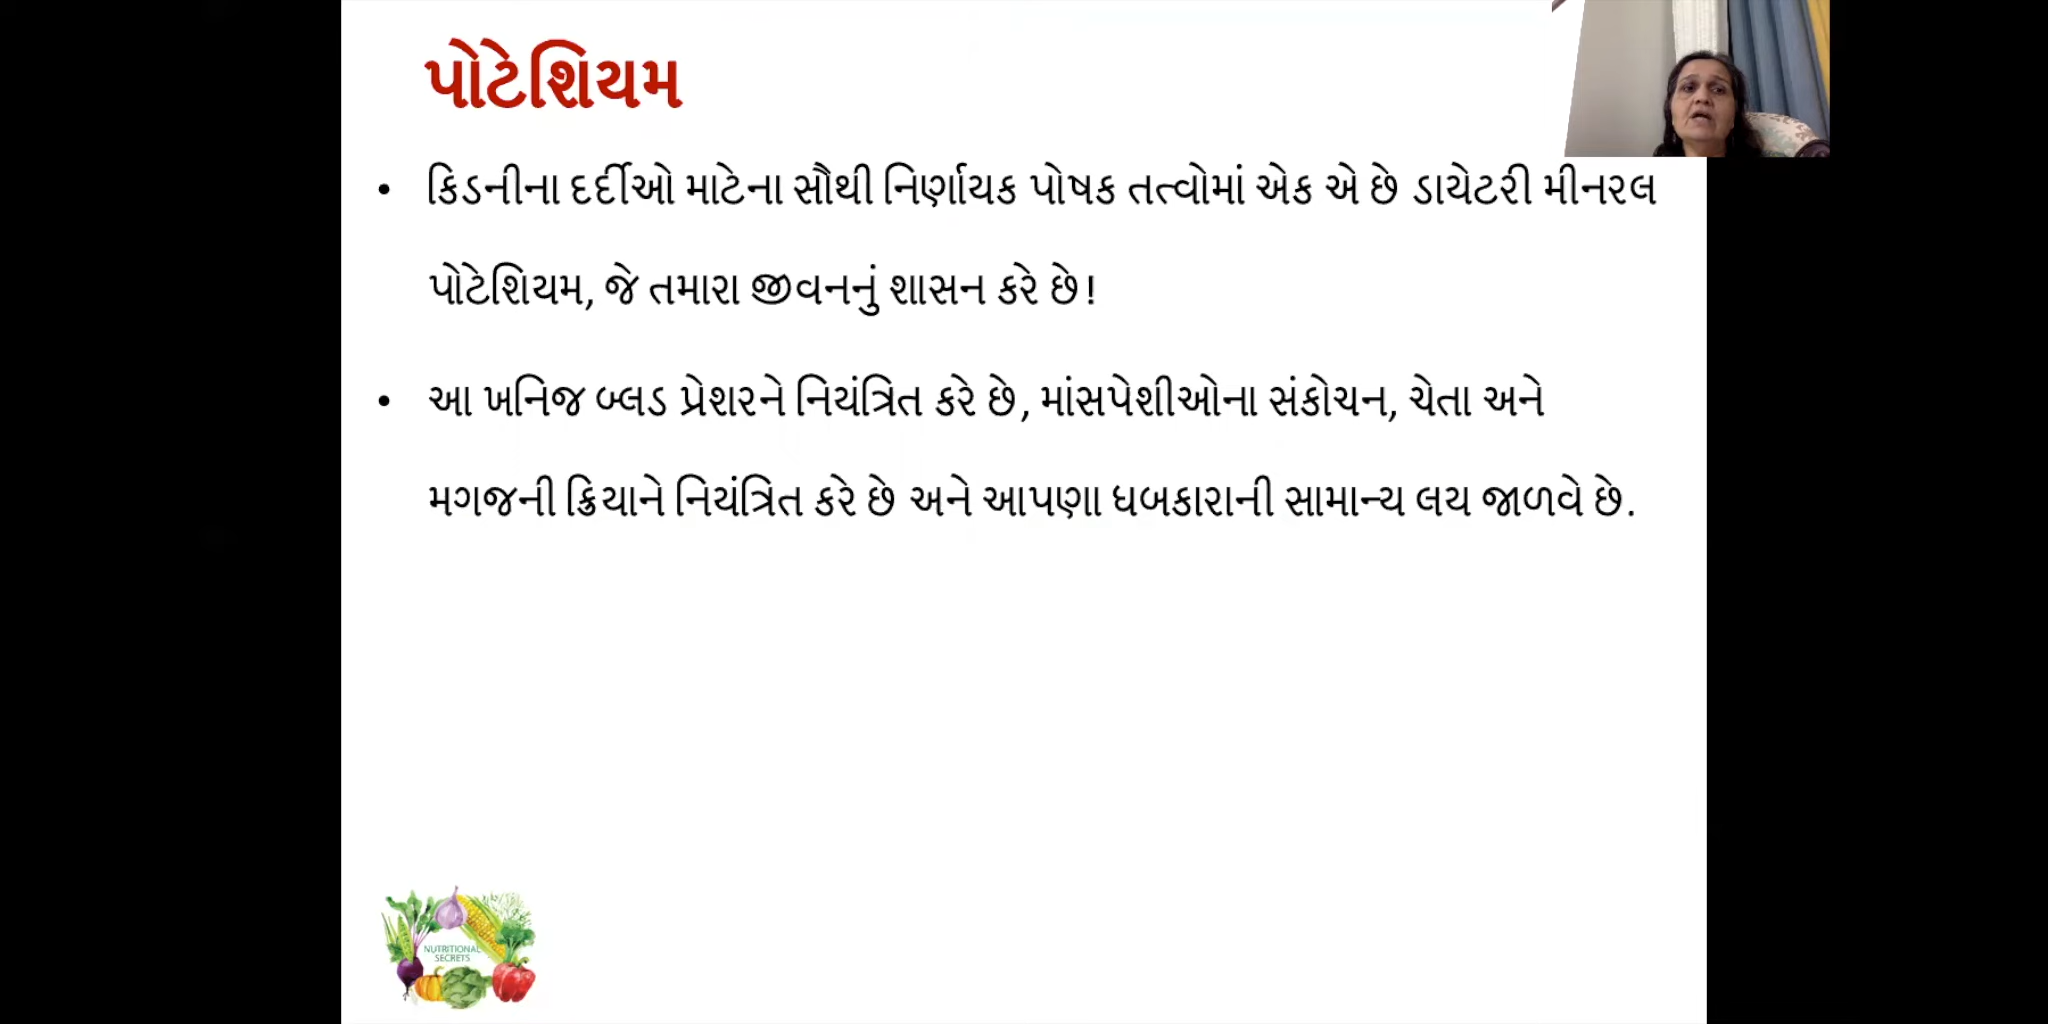 પોટેશિયમ
• કિડનીના દર્દીઓ માટેના સૌથી નિર્ણાયક પોષક તત્વોમાં એક એ છે ડાયેટરી મીનરલ
પોટેશિયમ, જે તમારા જીવનનું શાસન કરે છે!
• આ ખનિજ બ્લડ પ્રેશરને નિયંત્રિત કરે છે, માંસપેશીઓના સંકોચન, ચેતા અને
મગજની ક્રિયાને નિયંત્રિત કરે છે અને આપણા ધબકારાની સામાન્ય લય જાળવે છે.
NUTRITIONAL
SECRETS